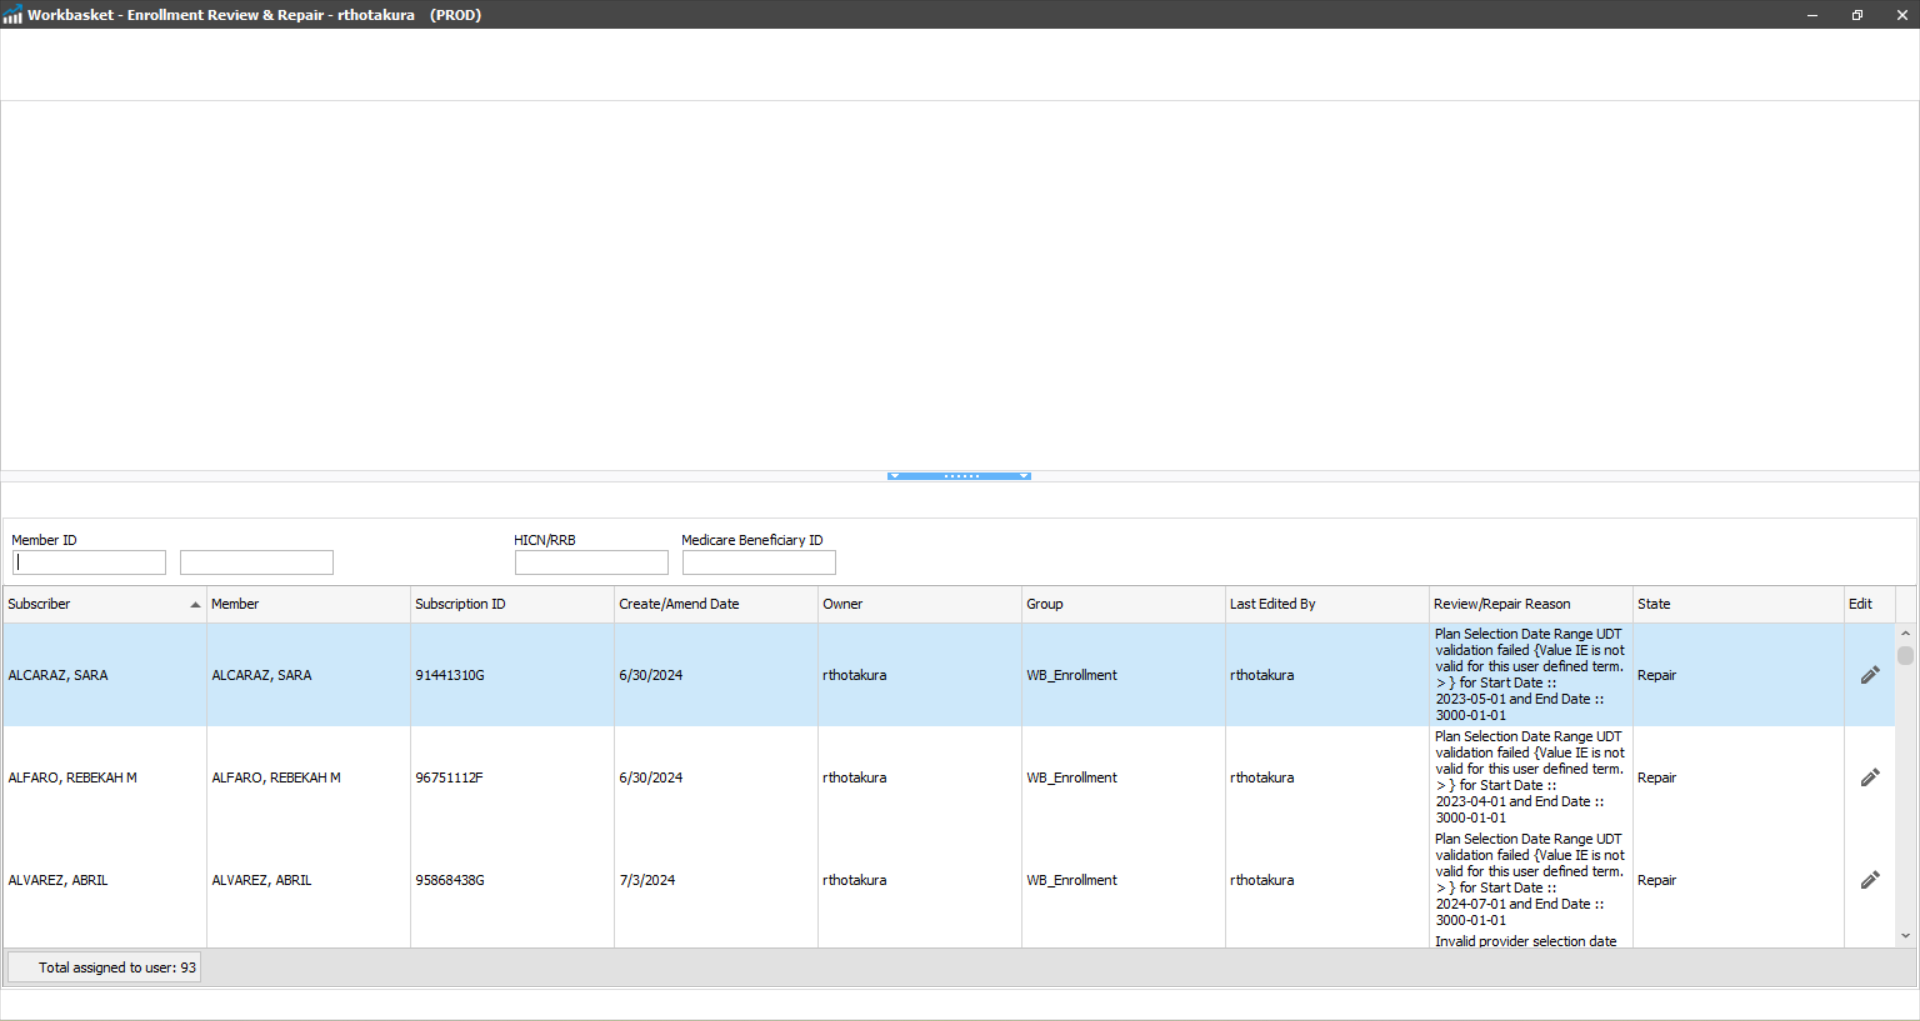 Workbasket - Enrollment Review & Repair - rthotakura (PROD)
Member ID
HICN/RRB
Medicare Beneficiary ID
Subscriber Member Subscription ID Create/Amend Date Owner Group Last Edited By Review/Repair Reason State Edit
ALCARAZ, SARA ALCARAZ, SARA 91441310G 6/30/2024 rthotakura WB_Enrollment rthotakura
Plan Selection Date Range UDT
validation failed {Value IE is not
valid for this user defined term.
> } for Start Date ::
2023-05-01 and End Date ::
3000-01-01
Repair
ALFARO, REBEKAH M ALFARO, REBEKAH M 96751112F 6/30/2024 rthotakura WB_Enrollment rthotakura
Plan Selection Date Range UDT
validation failed {Value IE is not
valid for this user defined term.
> } for Start Date ::
2023-04-01 and End Date ::
3000-01-01
Repair
ALVAREZ, ABRIL ALVAREZ, ABRIL 95868438G 7/3/2024 rthotakura WB_Enrollment rthotakura
Plan Selection Date Range UDT
validation failed {Value IE is not
valid for this user defined term.
> } for Start Date ::
2024-07-01 and End Date ::
3000-01-01
Repair
Invalid provider selection date
Total assigned to user: 93